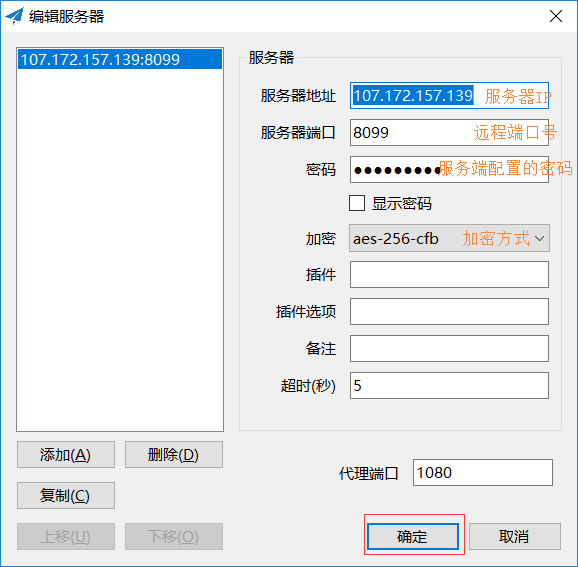 编辑服务器
107.172.157.139:8099
服务器
服务器地址 107.172.157.139 服务器IP
服务器端口 8099 远程端口号
密码 ●●●●●●●●● 服务端配置的密码
显示密码
加密 aes-256-cfb 加密方式
插件
插件选项
备注
超时(秒) 5
添加(A) 删除(D)
代理端口 1080
复制(C)
上移(U) 下移(O) 确定 取消